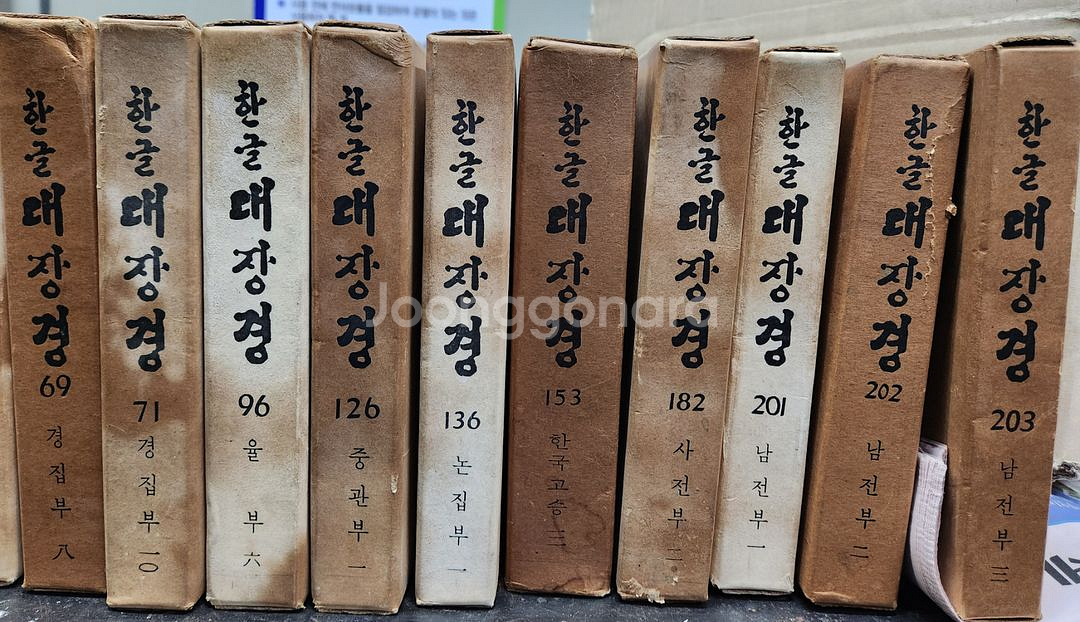 한글대장경
69
경집부
八
한글대장경
71
경집부
一〇
한글대장경
96
율부
六
한글대장경
126
중관부
一
한글대장경
136
논집부
一
한글대장경
153
한국고승
三
한글대장경
182
사전부
二
한글대장경
201
남전부
一
한글대장경
202
남전부
二
한글대장경
203
남전부
三
Joonggonara